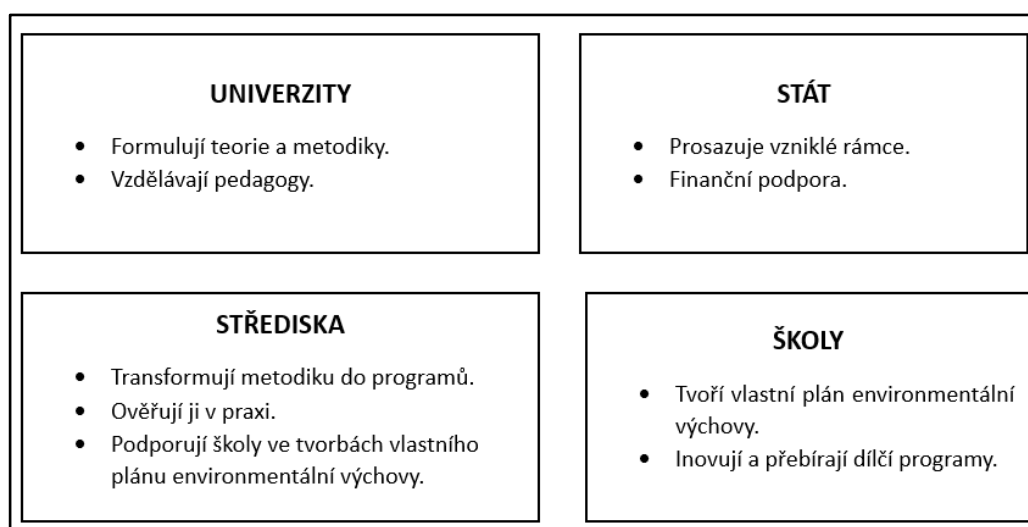 UNIVERZITY
• Formulují teorie a metodiky.
• Vzdělávají pedagogy.
STÁT
• Prosazuje vzniklé rámce.
• Finanční podpora.
STŘEDISKA
• Transformují metodiku do programů.
• Ověřují ji v praxi.
• Podporují školy ve tvorbách vlastního
plánu environmentální výchovy.
ŠKOLY
• Tvoří vlastní plán environmentální
výchovy.
• Inovují a přebírají dílčí programy.